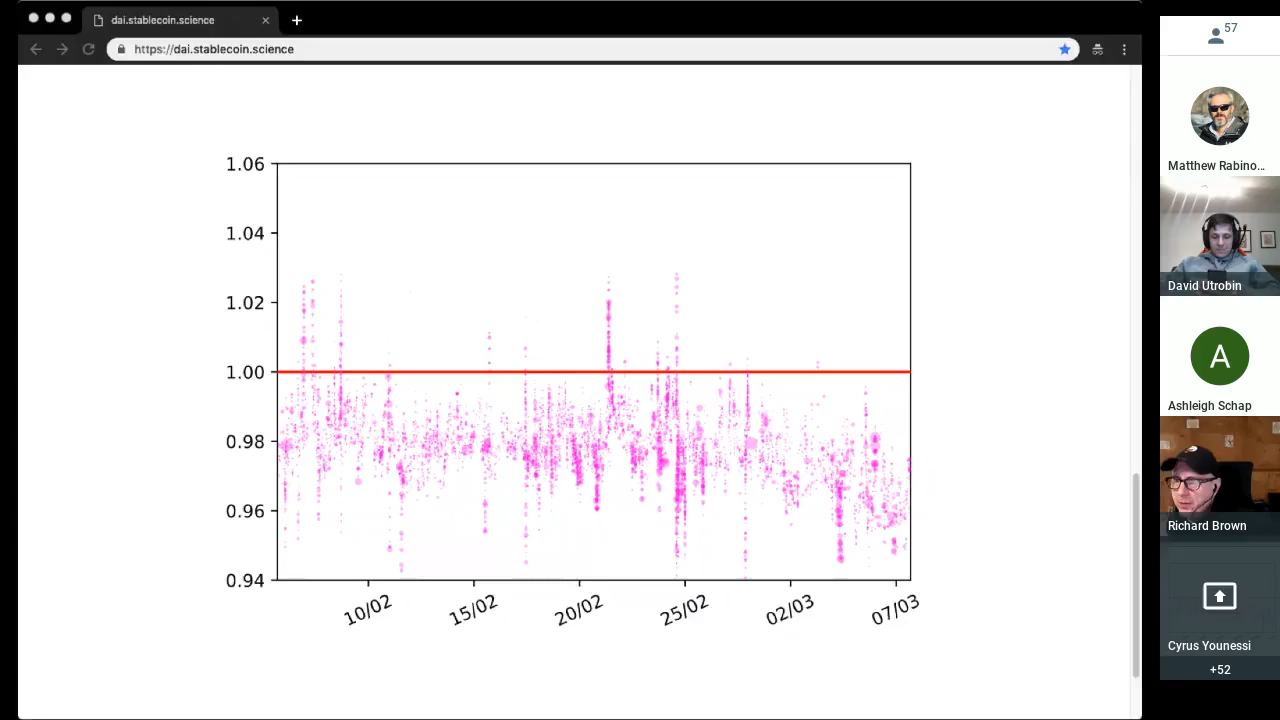 dai.stablecoin.science
https://dai.stablecoin.science
1.06
1.04
1.02
1.00
0.98
0.96
0.94
10/02
15/02
20/02
25/02
02/03
07/03
57
Matthew Rabino...
David Utrobin
A
Ashleigh Schap
Richard Brown
Cyrus Younessi
+52